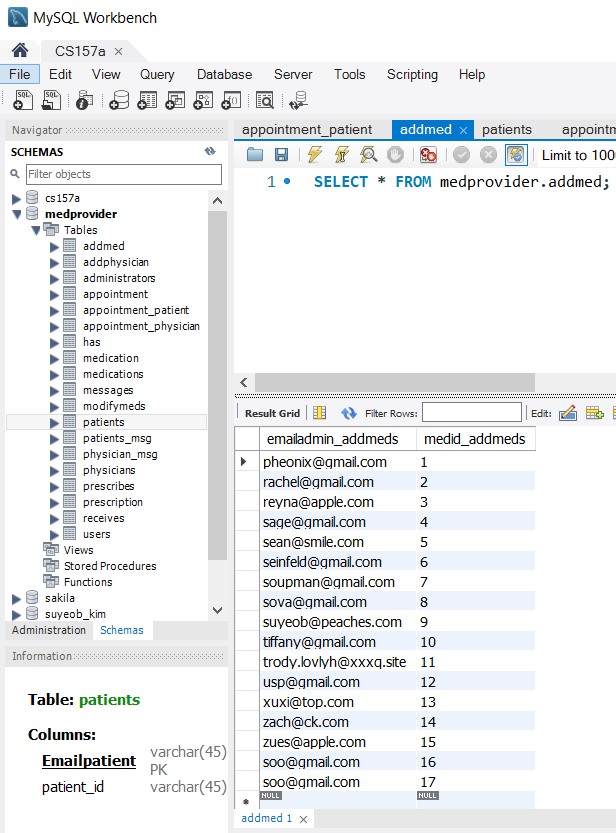 MySQL Workbench
CS157a ×
File Edit View Query Database Server Tools Scripting Help
Navigator
SCHEMAS
Filter objects
cs157a
medprovider
Tables
addmed
addphysician
administrators
appointment
appointment_patient
appointment_physician
has
medication
medications
messages
modifymeds
patients
patients_msg
physician_msg
physicians
prescribes
prescription
receives
users
Views
Stored Procedures
Functions
sakila
suyeob_kim
Administration Schemas
Information
Table: patients
Columns:
Emailpatient varchar(45) PK
patient_id varchar(45)
appointment_patient addmed × patients appointm
Limit to 100
1 SELECT * FROM medprovider.addmed;
Result Grid Filter Rows: Edit:
emailadmin_addmeds medid_addmeds
pheonix@gmail.com 1
rachel@gmail.com 2
reyna@apple.com 3
sage@gmail.com 4
sean@smile.com 5
seinfeld@gmail.com 6
soupman@gmail.com 7
sova@gmail.com 8
suyeob@peaches.com 9
tiffany@gmail.com 10
trody.lovlyh@xxxq.site 11
usp@gmail.com 12
xuxi@top.com 13
zach@ck.com 14
zues@apple.com 15
soo@gmail.com 16
soo@gmail.com 17
NULL NULL
addmed 1 ×